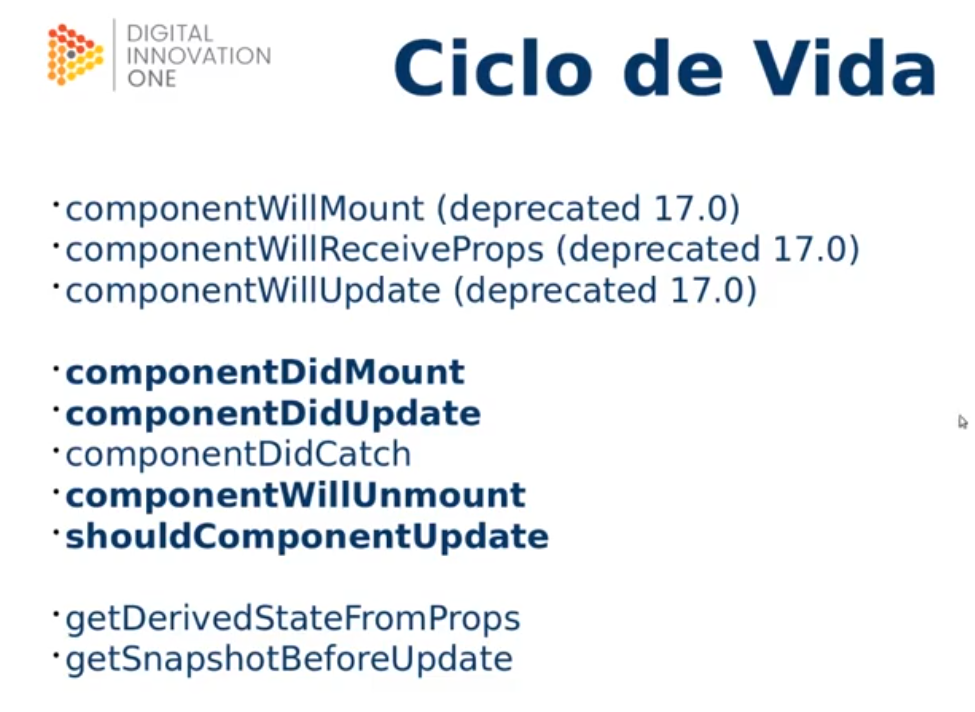 DIGITAL
INNOVATION
ONE
Ciclo de Vida
·componentWillMount (deprecated 17.0)
·componentWillReceiveProps (deprecated 17.0)
·componentWillUpdate (deprecated 17.0)
·componentDidMount
·componentDidUpdate
·componentDidCatch
·componentWillUnmount
·shouldComponentUpdate
·getDerivedStateFromProps
·getSnapshotBeforeUpdate